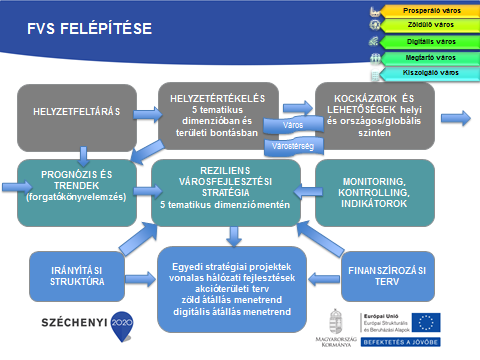 FVS FELÉPÍTÉSE
Prosperáló város
Zöldülő város
Digitális város
Megtartó város
Kiszolgáló város
HELYZETFELTÁRÁS
HELYZETÉRTÉKELÉS
5 tematikus
dimenzióban és
területi bontásban
KOCKÁZATOK ÉS
LEHETŐSÉGEK helyi
és országos/globális
szinten
Város
Várostérség
PROGNÓZIS ÉS
TRENDEK
(forgatókönyvelemzés)
REZILIENS
VÁROSFEJLESZTÉSI
STRATÉGIA
5 tematikus dimenziómentén
MONITORING,
KONTROLLING,
INDIKÁTOROK
IRÁNYÍTÁSI
STRUKTÚRA
Egyedi stratégiai projektek
vonalas hálózati fejlesztések
akcióterületi terv
zöld átállás menetrend
digitális átállás menetrend
FINANSZÍROZÁSI
TERV
SZÉCHENYI 2020
MAGYARORSZÁG
KORMÁNYA
Európai Unió
Európai Strukturális
és Beruházási Alapok
BEFEKTETÉS A JÖVŐBE